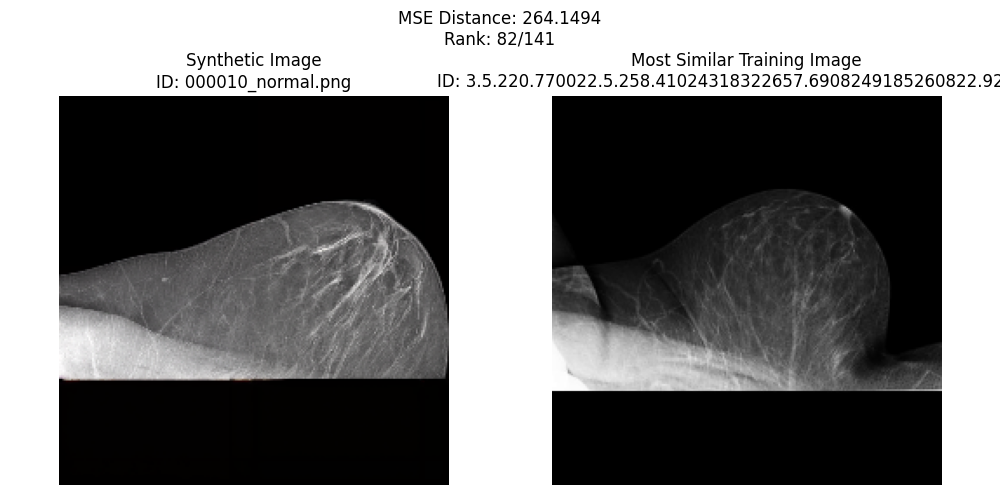 MSE Distance: 264.1494
Rank: 82/141
Synthetic Image
ID: 000010_normal.png
Most Similar Training Image
ID: 3.5.220.770022.5.258.41024318322657.6908249185260822.92